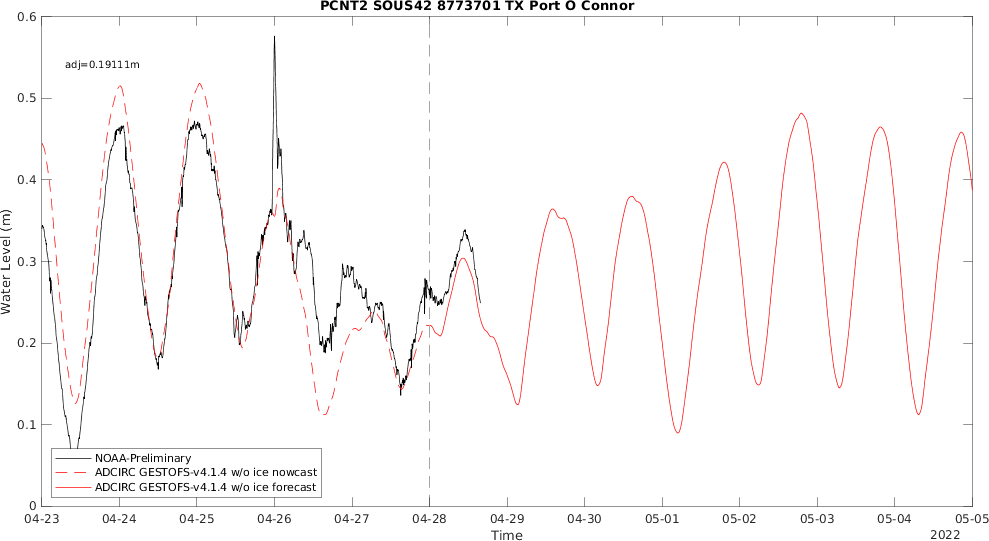 PCNT2 SOUS42 8773701 TX Port O Connor
adj=0.19111m
Water Level (m)
0.6
0.5
0.4
0.3
0.2
0.1
0
NOAA-Preliminary
ADCIRC GESTOFS-v4.1.4 w/o ice nowcast
ADCIRC GESTOFS-v4.1.4 w/o ice forecast
04-23 04-24 04-25 04-26 04-27 04-28 04-29 04-30 05-01 05-02 05-03 05-04 05-05
Time
2022